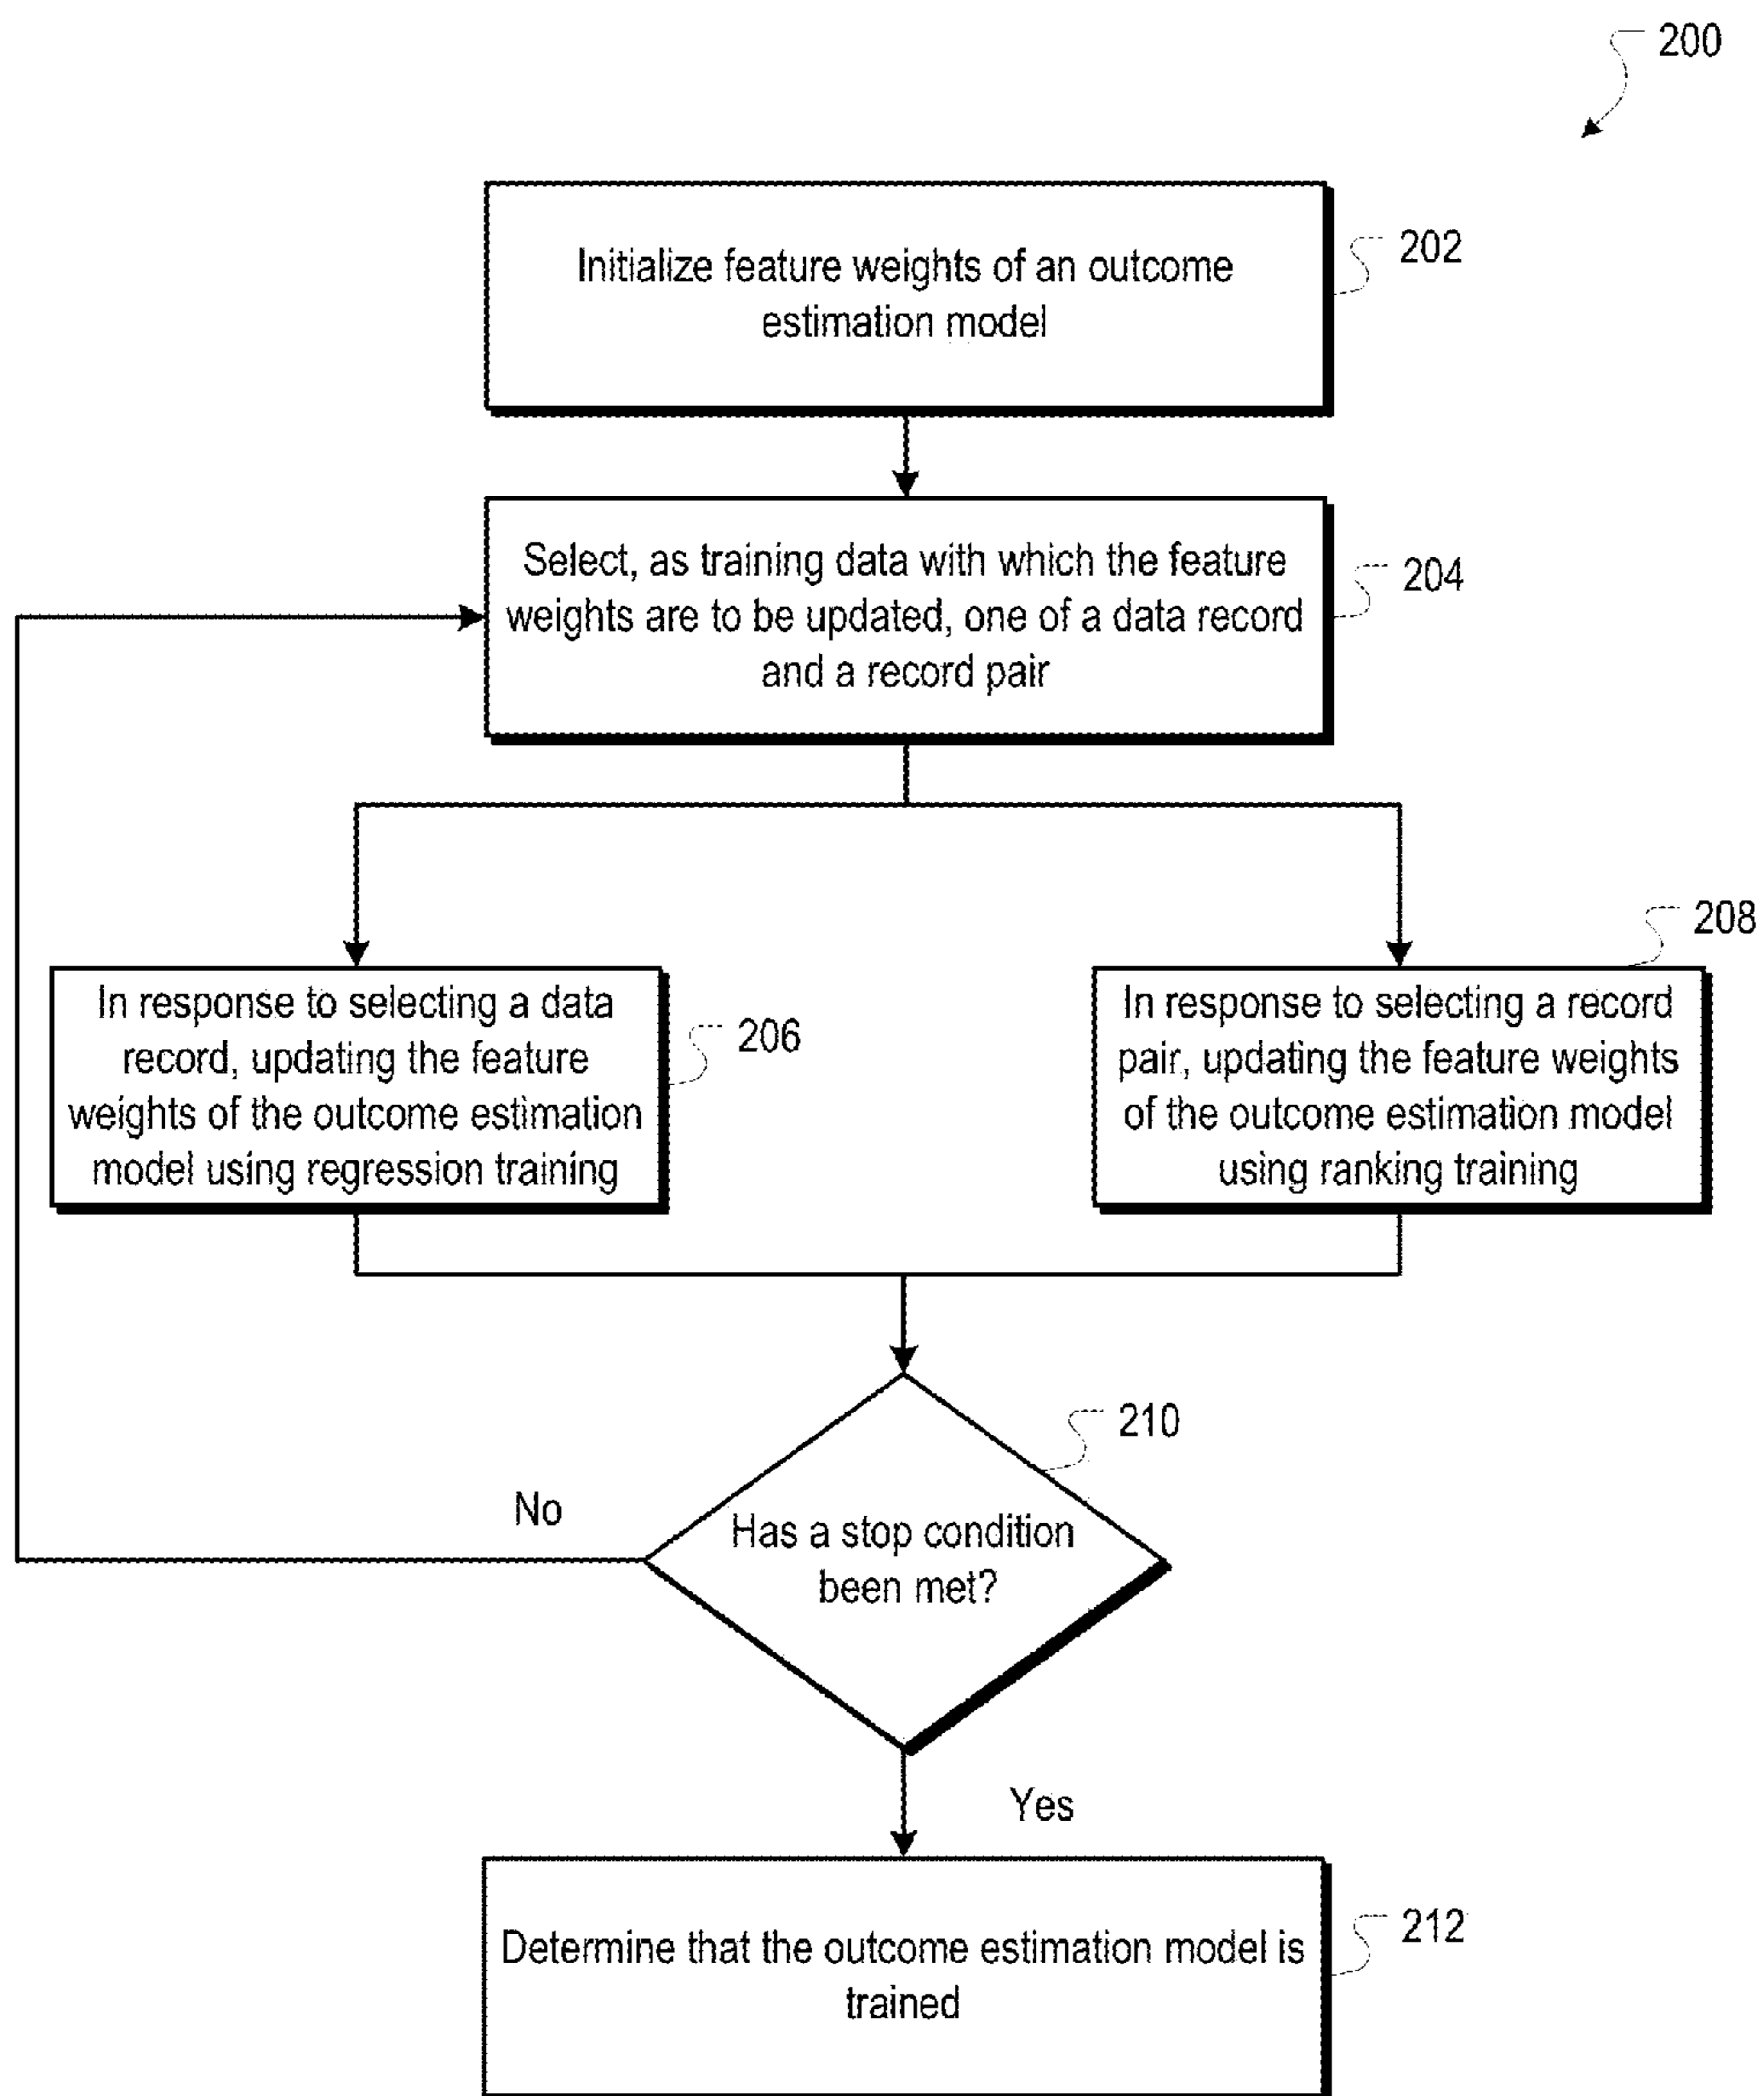 200
Initialize feature weights of an outcome
estimation model
202
Select, as training data with which the feature
weights are to be updated, one of a data record
and a record pair
204
In response to selecting a data
record, updating the feature
weights of the outcome estimation
model using regression training
206
208
In response to selecting a record
pair, updating the feature weights
of the outcome estimation model
using ranking training
210
No
Has a stop condition
been met?
Yes
Determine that the outcome estimation model is
trained
212